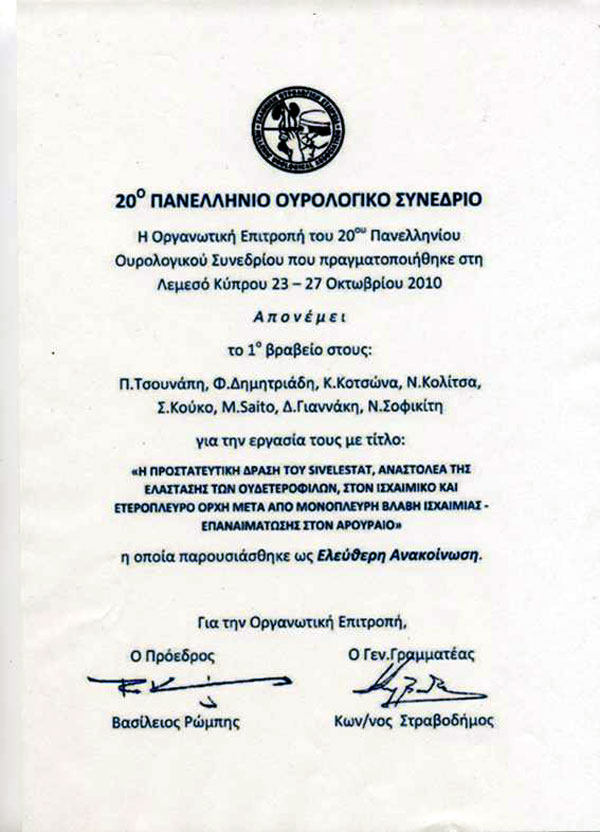 20Ο ΠΑΝΕΛΛΗΝΙΟ ΟΥΡΟΛΟΓΙΚΟ ΣΥΝΕΔΡΙΟ
Η Οργανωτική Επιτροπή του 20ου Πανελληνίου
Ουρολογικού Συνεδρίου που πραγματοποιήθηκε στη
Λεμεσό Κύπρου 23 – 27 Οκτωβρίου 2010
Απονέμει
το 1ο βραβείο στους:
Π.Τσουνάπη, Φ.Δημητριάδη, Κ.Κοτσώνα, Ν.Κολίτσα,
Σ.Κούκο, M.Saito, Δ.Γιαννάκη, Ν.Σοφικίτη
για την εργασία τους με τίτλο:
«Η ΠΡΟΣΤΑΤΕΥΤΙΚΗ ΔΡΑΣΗ ΤΟΥ SIVELESTAT, ΑΝΑΣΤΟΛΕΑ ΤΗΣ
ΕΛΑΣΤΑΣΗΣ ΤΩΝ ΟΥΔΕΤΕΡΟΦΙΛΩΝ, ΣΤΟΝ ΙΣΧΑΙΜΙΚΟ ΚΑΙ
ΕΤΕΡΟΠΛΕΥΡΟ ΟΡΧΗ ΜΕΤΑ ΑΠΟ ΜΟΝΟΠΛΕΥΡΗ ΒΛΑΒΗ ΙΣΧΑΙΜΙΑΣ -
ΕΠΑΝΑΙΜΑΤΩΣΗΣ ΣΤΟΝ ΑΡΟΥΡΑΙΟ»
η οποία παρουσιάσθηκε ως Ελεύθερη Ανακοίνωση.
Για την Οργανωτική Επιτροπή,
Ο Πρόεδρος Ο Γεν.Γραμματέας
Βασίλειος Ρώμπης Κων/νος Στραβοδήμος